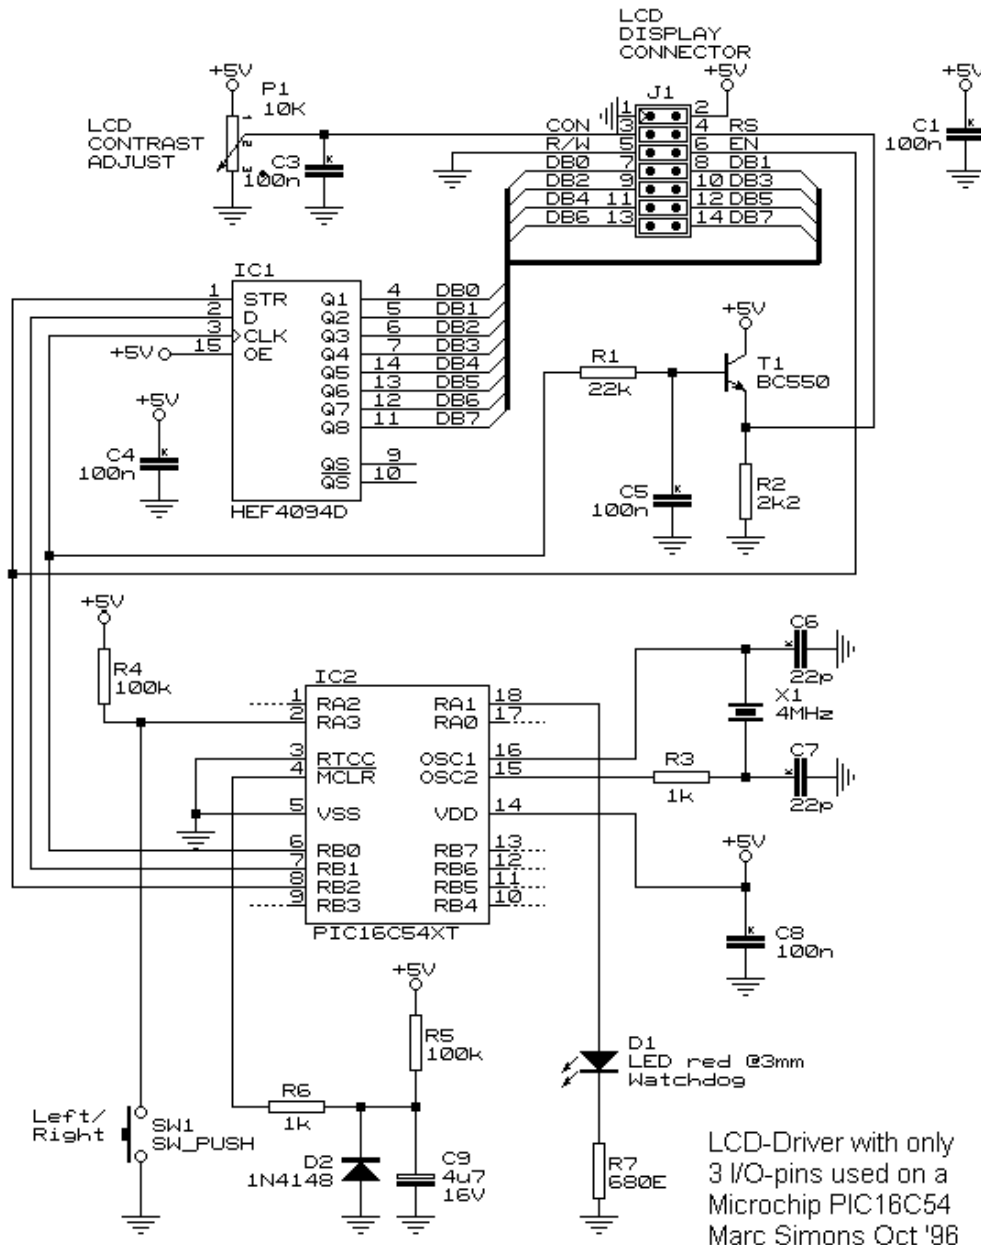 LCD
DISPLAY
CONNECTOR
+5V
+5V
+5V
P1
10K
J1
LCD
CONTRAST
ADJUST
1
2
3
C3
100n
C1
100n
1 2
CON 3 4 RS
R/W 5 6 EN
DB0 7 8 DB1
DB2 9 10 DB3
DB4 11 12 DB5
DB6 13 14 DB7
IC1
1 STR Q1 4 DB0
2 D Q2 5 DB1
3 CLK Q3 6 DB2
+5V 15 OE Q4 7 DB3
Q5 14 DB4
Q6 13 DB5
Q7 12 DB6
Q8 11 DB7
QS 9
QS 10
HEF4094D
+5V
C4
100n
R1
22k
+5V
T1
BC550
C5
100n
R2
2k2
+5V
R4
100k
IC2
1 RA2 RA1 18
2 RA3 RA0 17
3 RTCC OSC1 16
4 MCLR OSC2 15
5 VSS VDD 14
6 RB0 RB7 13
7 RB1 RB6 12
8 RB2 RB5 11
9 RB3 RB4 10
PIC16C54XT
C6
22p
X1
4MHz
R3
1k
C7
22p
+5V
C8
100n
+5V
R5
100k
D1
LED red @3mm
Watchdog
R6
1k
Left/
Right
SW1
SW_PUSH
D2
1N4148
C9
4u7
16V
R7
680E
LCD-Driver with only
3 I/O-pins used on a
Microchip PIC16C54
Marc Simons Oct '96